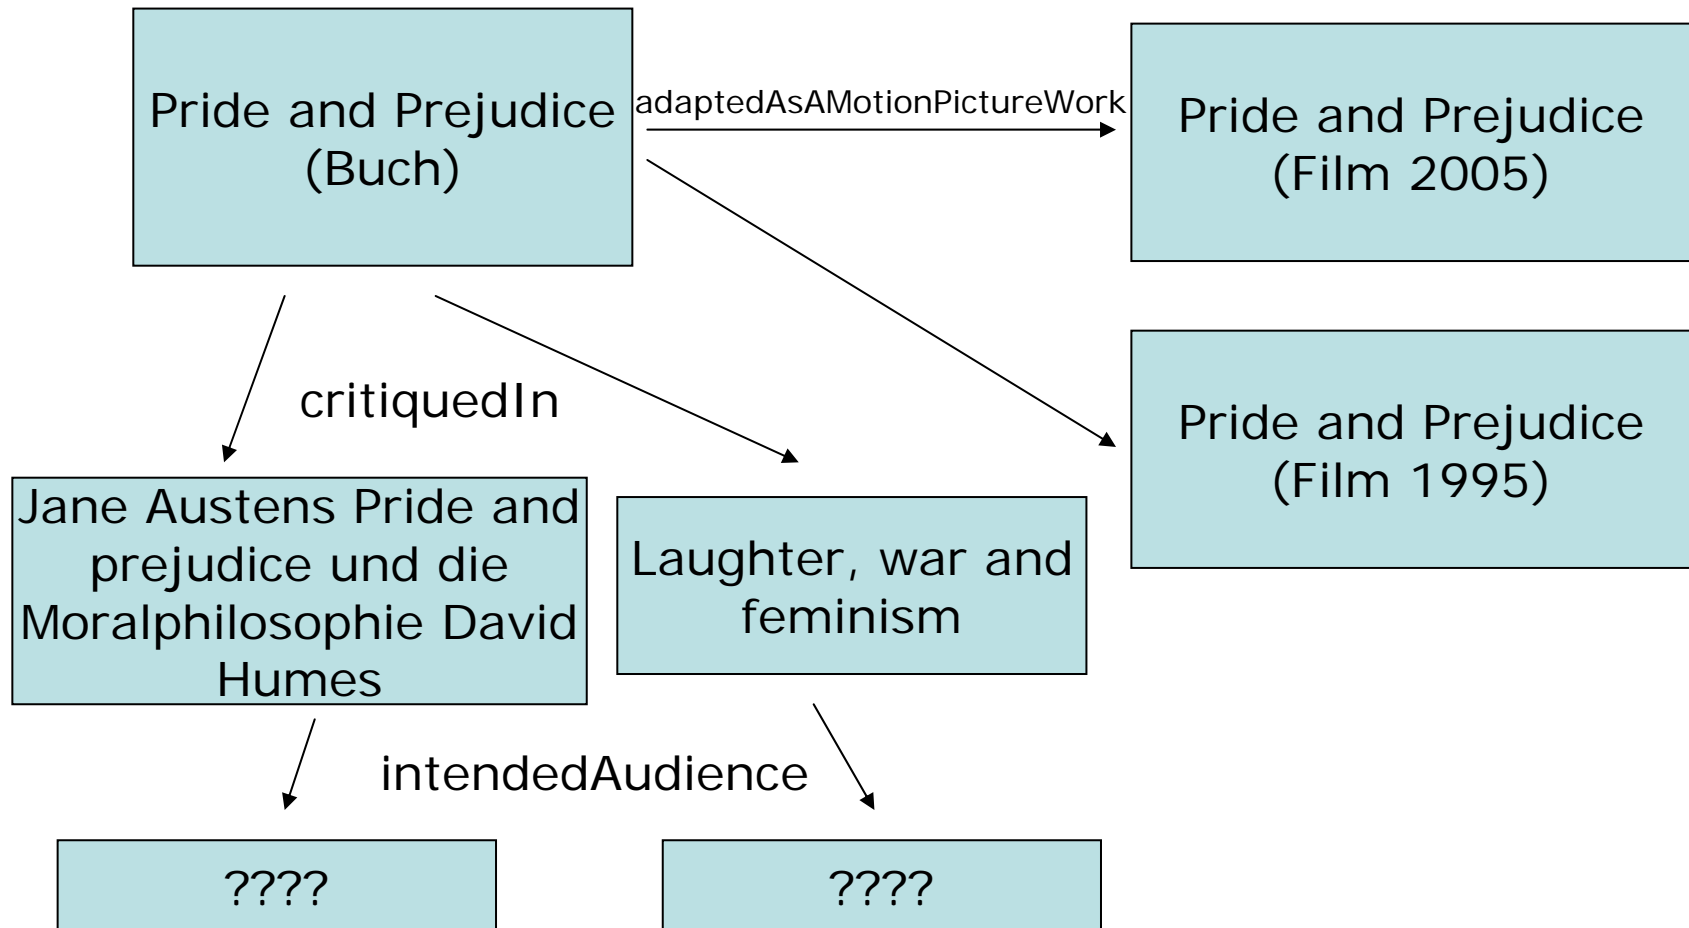 Pride and Prejudice
(Buch)
adaptedAsAMotionPictureWork
Pride and Prejudice
(Film 2005)
Pride and Prejudice
(Film 1995)
critiquedIn
Jane Austens Pride and
prejudice und die
Moralphilosophie David
Humes
Laughter, war and
feminism
intendedAudience
????
????